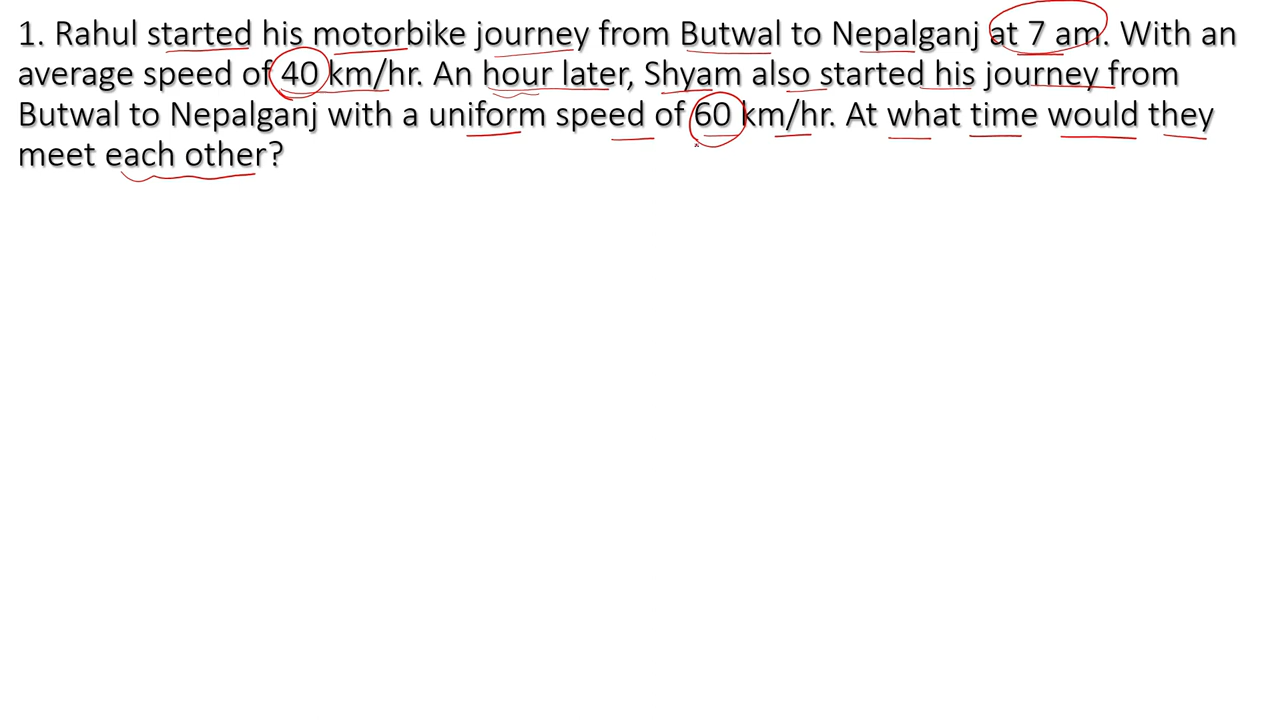 1. Rahul started his motorbike journey from Butwal to Nepalganj at 7 am. With an
average speed of 40 km/hr. An hour later, Shyam also started his journey from
Butwal to Nepalganj with a uniform speed of 60 km/hr. At what time would they
meet each other?